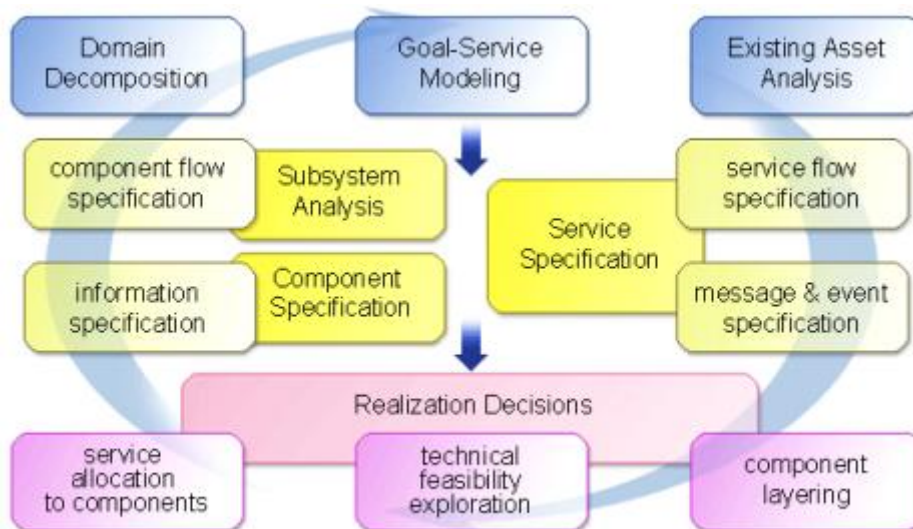 Domain
Decomposition
Goal-Service
Modeling
Existing Asset
Analysis
component flow
specification
Subsystem
Analysis
Service
Specification
service flow
specification
information
specification
Component
Specification
message & event
specification
Realization Decisions
service
allocation
to components
technical
feasibility
exploration
component
layering